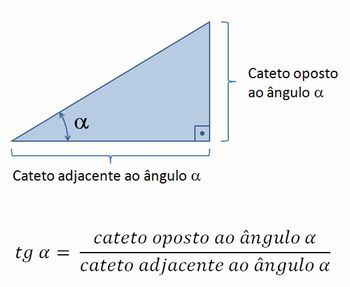 Cateto oposto
ao ângulo α
α
Cateto adjacente ao ângulo α
tg α = cateto oposto ao ângulo α / cateto adjacente ao ângulo α